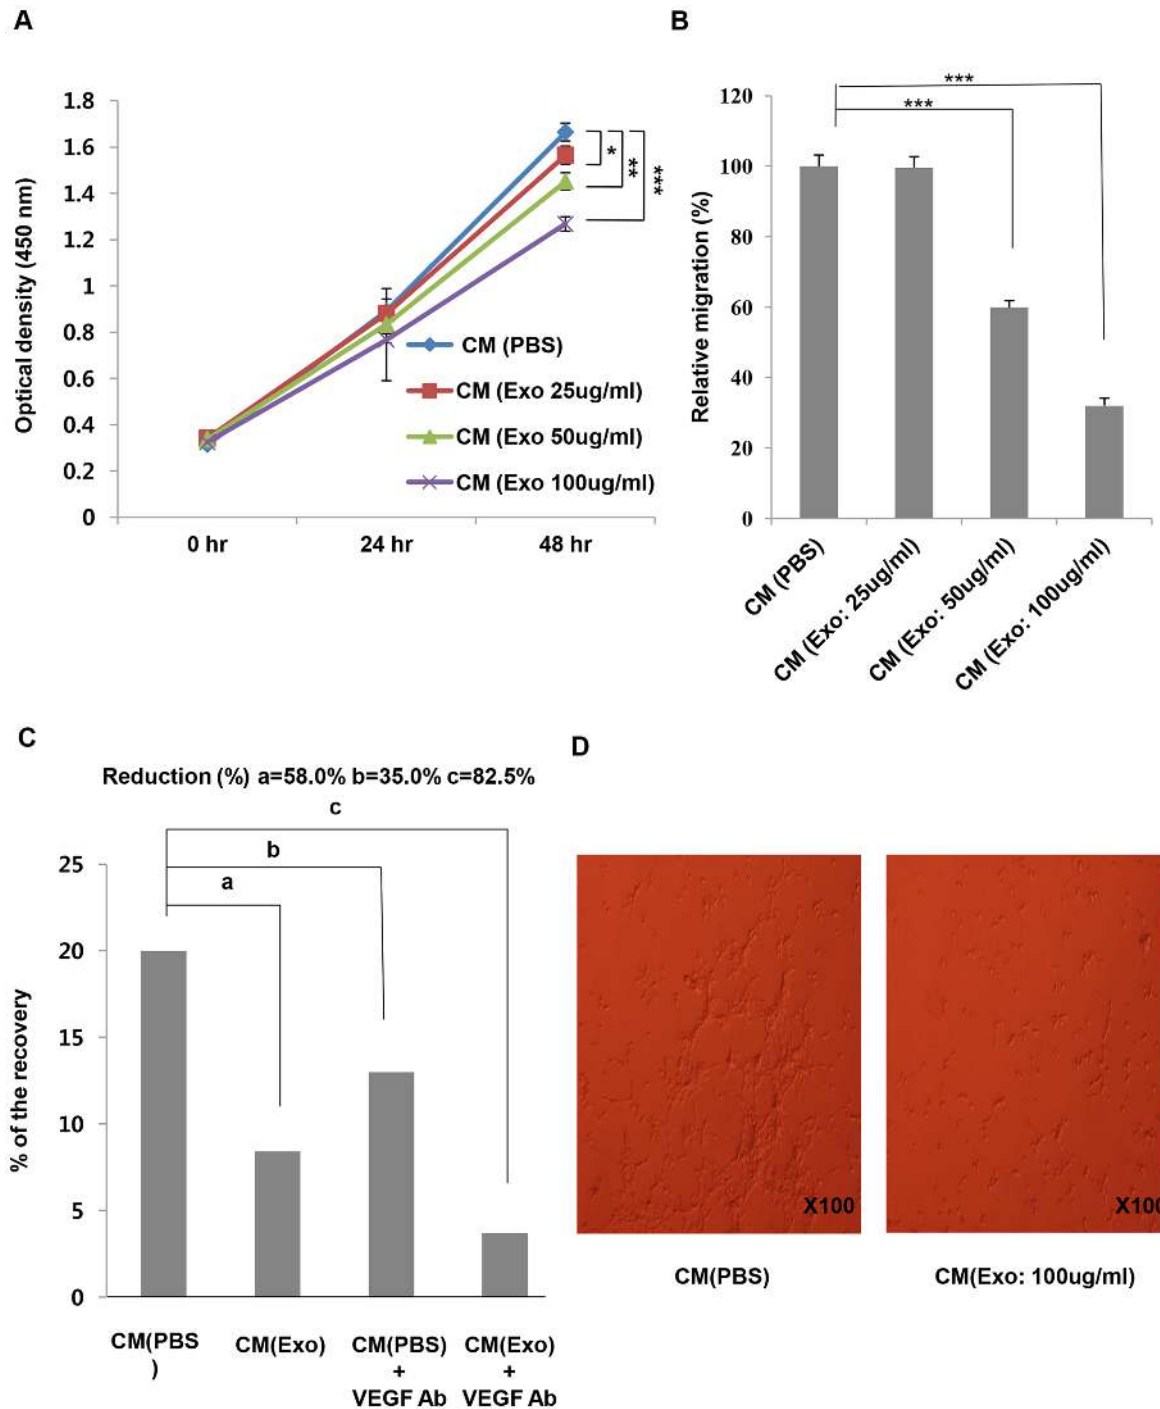 A
1.8
1.6
1.4
1.2
1
0.8
0.6
0.4
0.2
0
Optical density (450 nm)
0 hr
24 hr
48 hr
CM (PBS)
CM (Exo 25ug/ml)
CM (Exo 50ug/ml)
CM (Exo 100ug/ml)
*
**
***
B
120
100
80
60
40
20
0
Relative migration (%)
***
***
CM (PBS)
CM (Exo: 25ug/ml)
CM (Exo: 50ug/ml)
CM (Exo: 100ug/ml)
C
Reduction (%) a=58.0% b=35.0% c=82.5%
c
b
a
25
20
15
10
5
0
% of the recovery
CM(PBS
)
CM(Exo)
CM(PBS)
+
VEGF Ab
CM(Exo)
+
VEGF Ab
D
X100
X100
CM(PBS)
CM(Exo: 100ug/ml)